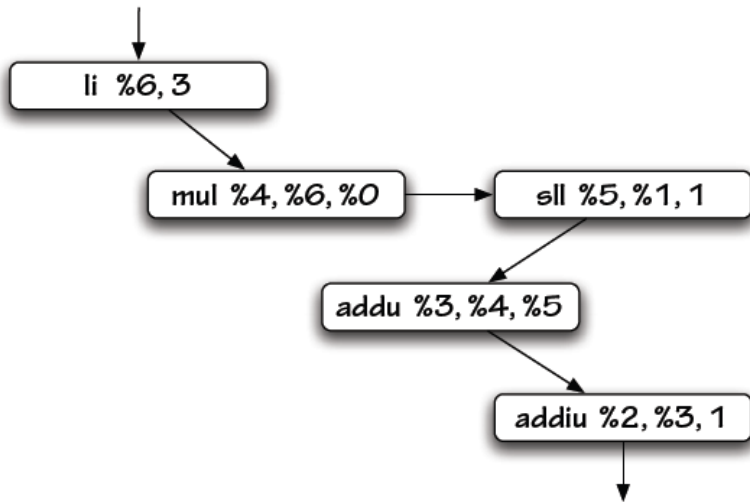 li %6, 3
mul %4, %6, %0
sll %5, %1, 1
addu %3, %4, %5
addiu %2, %3, 1